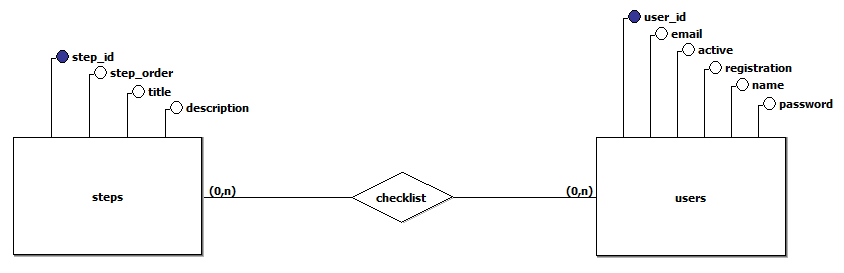 step_id
step_order
title
description
steps
(0,n)
checklist
(0,n)
user_id
email
active
registration
name
password
users